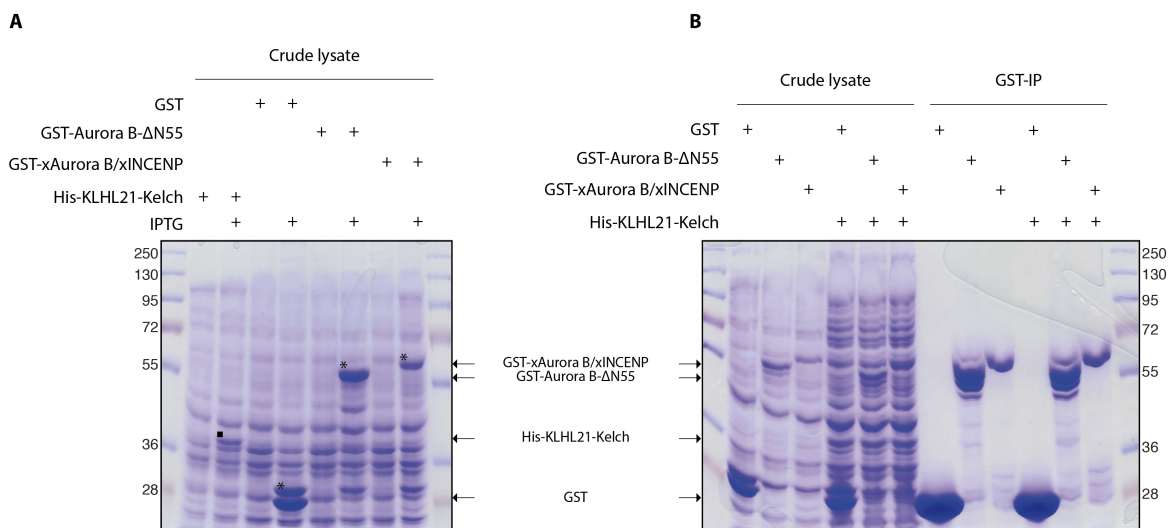 A
B
Crude lysate
GST + +
GST-Aurora B-ΔN55 + +
GST-xAurora B/xINCENP + +
His-KLHL21-Kelch + +
IPTG + + + +
250
130
95
72
55
36
28
* * * ▪
GST-xAurora B/xINCENP
GST-Aurora B-ΔN55
His-KLHL21-Kelch
GST
Crude lysate GST-IP
GST + + + +
GST-Aurora B-ΔN55 + + + +
GST-xAurora B/xINCENP + + + +
His-KLHL21-Kelch + + + + + +
250
130
95
72
55
36
28